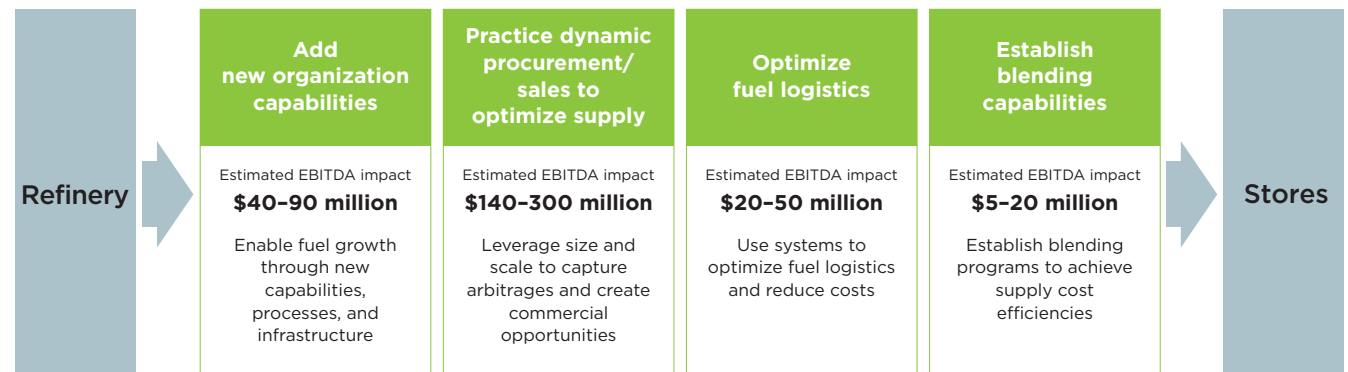 Refinery
Add
new organization
capabilities
Estimated EBITDA impact
$40–90 million
Enable fuel growth
through new
capabilities,
processes, and
infrastructure
Practice dynamic
procurement/
sales to
optimize supply
Estimated EBITDA impact
$140–300 million
Leverage size and
scale to capture
arbitrages and create
commercial
opportunities
Optimize
fuel logistics
Estimated EBITDA impact
$20–50 million
Use systems to
optimize fuel logistics
and reduce costs
Establish
blending
capabilities
Estimated EBITDA impact
$5–20 million
Establish blending
programs to achieve
supply cost
efficiencies
Stores